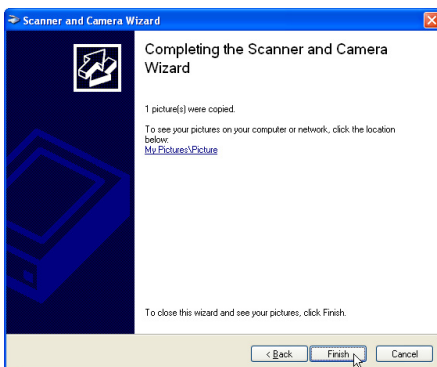 Scanner and Camera Wizard
Completing the Scanner and Camera
Wizard
1 picture(s) were copied.
To see your pictures on your computer or network, click the location
below:
My Pictures\Picture
To close this wizard and see your pictures, click Finish.
< Back Finish Cancel